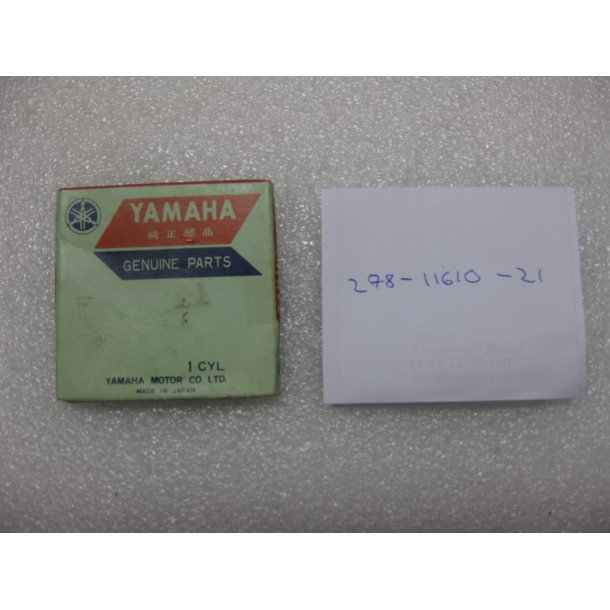 YAMAHA
純正部品
GENUINE PARTS
1 CYL
YAMAHA MOTOR CO., LTD.
MADE IN JAPAN
278-11610-21